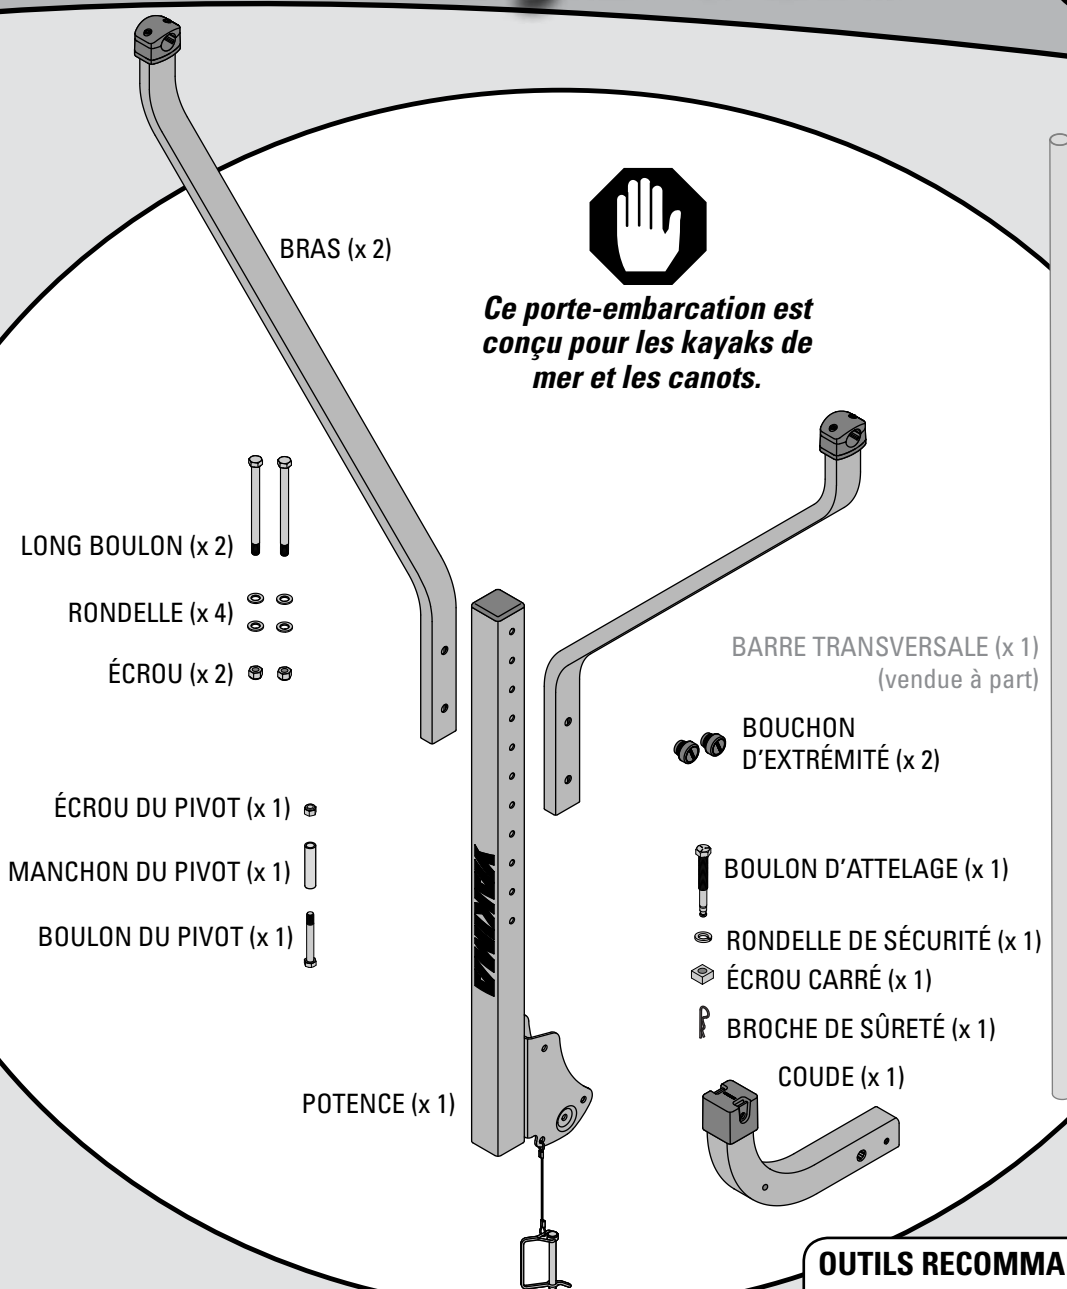 BRAS (x 2)
Ce porte-embarcation est
conçu pour les kayaks de
mer et les canots.
LONG BOULON (x 2)
RONDELLE (x 4)
ÉCROU (x 2)
BARRE TRANSVERSALE (x 1)
(vendue à part)
BOUCHON
D’EXTRÉMITÉ (x 2)
ÉCROU DU PIVOT (x 1)
MANCHON DU PIVOT (x 1)
BOULON DU PIVOT (x 1)
YAKIMA
BOULON D’ATTELAGE (x 1)
RONDELLE DE SÉCURITÉ (x 1)
ÉCROU CARRÉ (x 1)
BROCHE DE SÛRETÉ (x 1)
COUDE (x 1)
POTENCE (x 1)
OUTILS RECOMMA